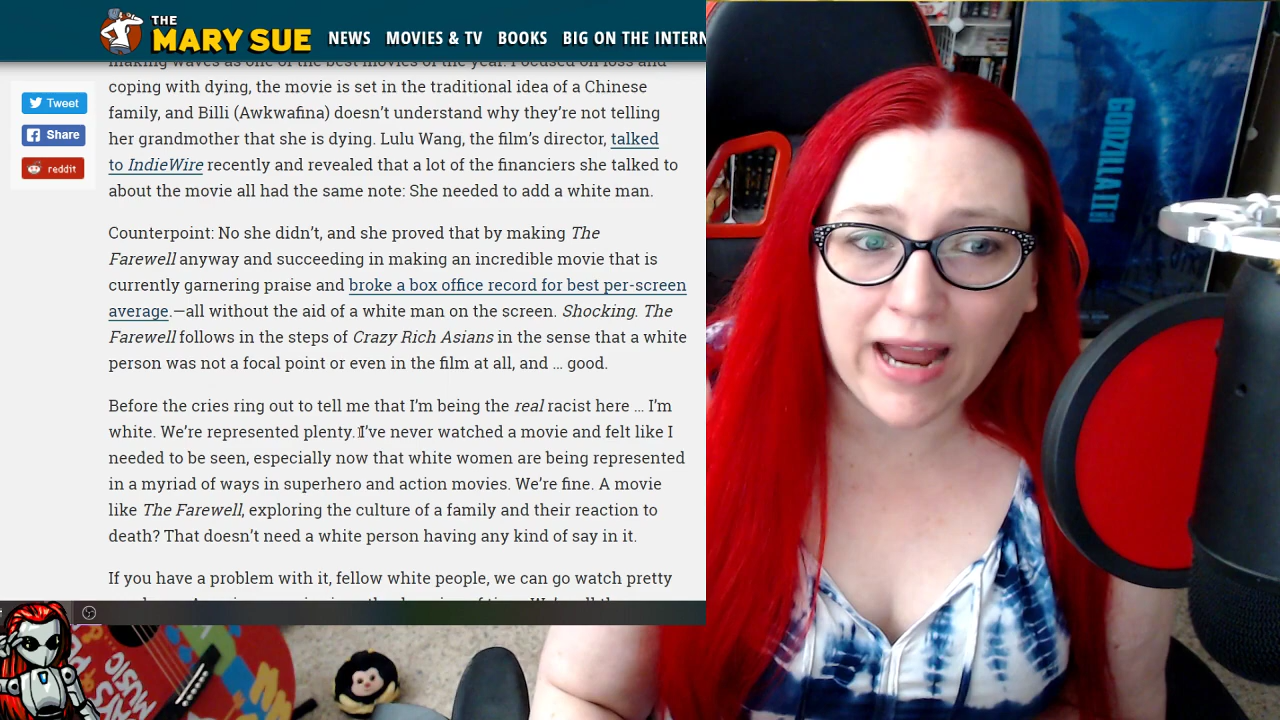 THE
MARY SUE
NEWS MOVIES & TV BOOKS BIG ON THE INTERN
making waves as one of the best movies of the year. Focused on loss and
Tweet
Share
reddit
coping with dying, the movie is set in the traditional idea of a Chinese
family, and Billi (Awkwafina) doesn’t understand why they’re not telling
her grandmother that she is dying. Lulu Wang, the film’s director, talked
to IndieWire recently and revealed that a lot of the financiers she talked to
about the movie all had the same note: She needed to add a white man.
Counterpoint: No she didn’t, and she proved that by making The
Farewell anyway and succeeding in making an incredible movie that is
currently garnering praise and broke a box office record for best per-screen
average.—all without the aid of a white man on the screen. Shocking. The
Farewell follows in the steps of Crazy Rich Asians in the sense that a white
person was not a focal point or even in the film at all, and … good.
Before the cries ring out to tell me that I’m being the real racist here … I’m
white. We’re represented plenty. I’ve never watched a movie and felt like I
needed to be seen, especially now that white women are being represented
in a myriad of ways in superhero and action movies. We’re fine. A movie
like The Farewell, exploring the culture of a family and their reaction to
death? That doesn’t need a white person having any kind of say in it.
If you have a problem with it, fellow white people, we can go watch pretty
GODZILLA II
MUSIC